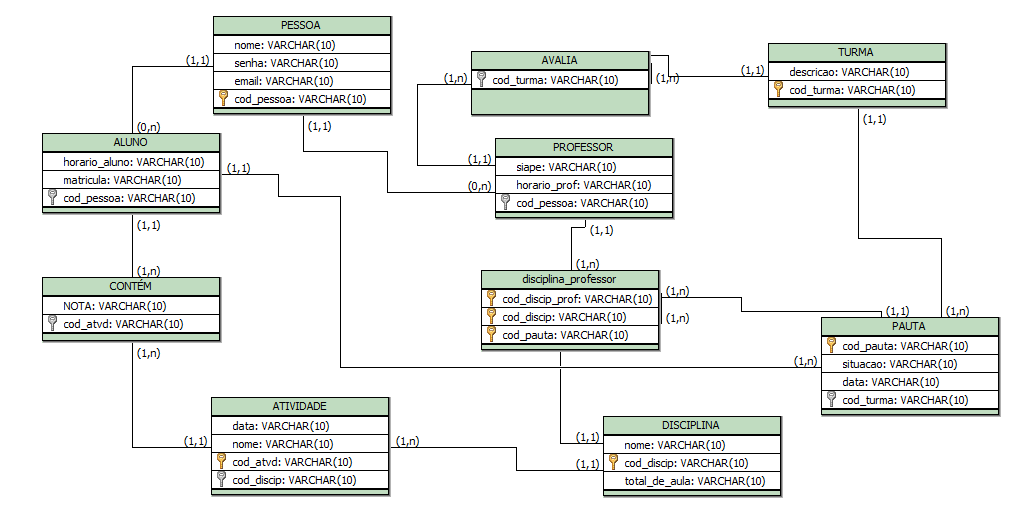 PESSOA
nome: VARCHAR(10)
senha: VARCHAR(10)
email: VARCHAR(10)
cod_pessoa: VARCHAR(10)
(1,1)
(1,1)
AVALIA
cod_turma: VARCHAR(10)
(1,n)
(1,n)
TURMA
descricao: VARCHAR(10)
cod_turma: VARCHAR(10)
(1,1)
(1,1)
(0,n)
ALUNO
horario_aluno: VARCHAR(10)
matricula: VARCHAR(10)
cod_pessoa: VARCHAR(10)
(1,1)
(1,1)
PROFESSOR
siape: VARCHAR(10)
horario_prof: VARCHAR(10)
cod_pessoa: VARCHAR(10)
(1,1)
(0,n)
(1,1)
(1,n)
CONTÉM
NOTA: VARCHAR(10)
cod_atvd: VARCHAR(10)
(1,n)
(1,n)
disciplina_professor
cod_discip_prof: VARCHAR(10)
cod_discip: VARCHAR(10)
cod_pauta: VARCHAR(10)
(1,n)
(1,n)
(1,1)
(1,n)
PAUTA
cod_pauta: VARCHAR(10)
situacao: VARCHAR(10)
data: VARCHAR(10)
cod_turma: VARCHAR(10)
(1,n)
ATIVIDADE
data: VARCHAR(10)
nome: VARCHAR(10)
cod_atvd: VARCHAR(10)
cod_discip: VARCHAR(10)
(1,1)
(1,n)
DISCIPLINA
nome: VARCHAR(10)
cod_discip: VARCHAR(10)
total_de_aula: VARCHAR(10)
(1,1)
(1,1)